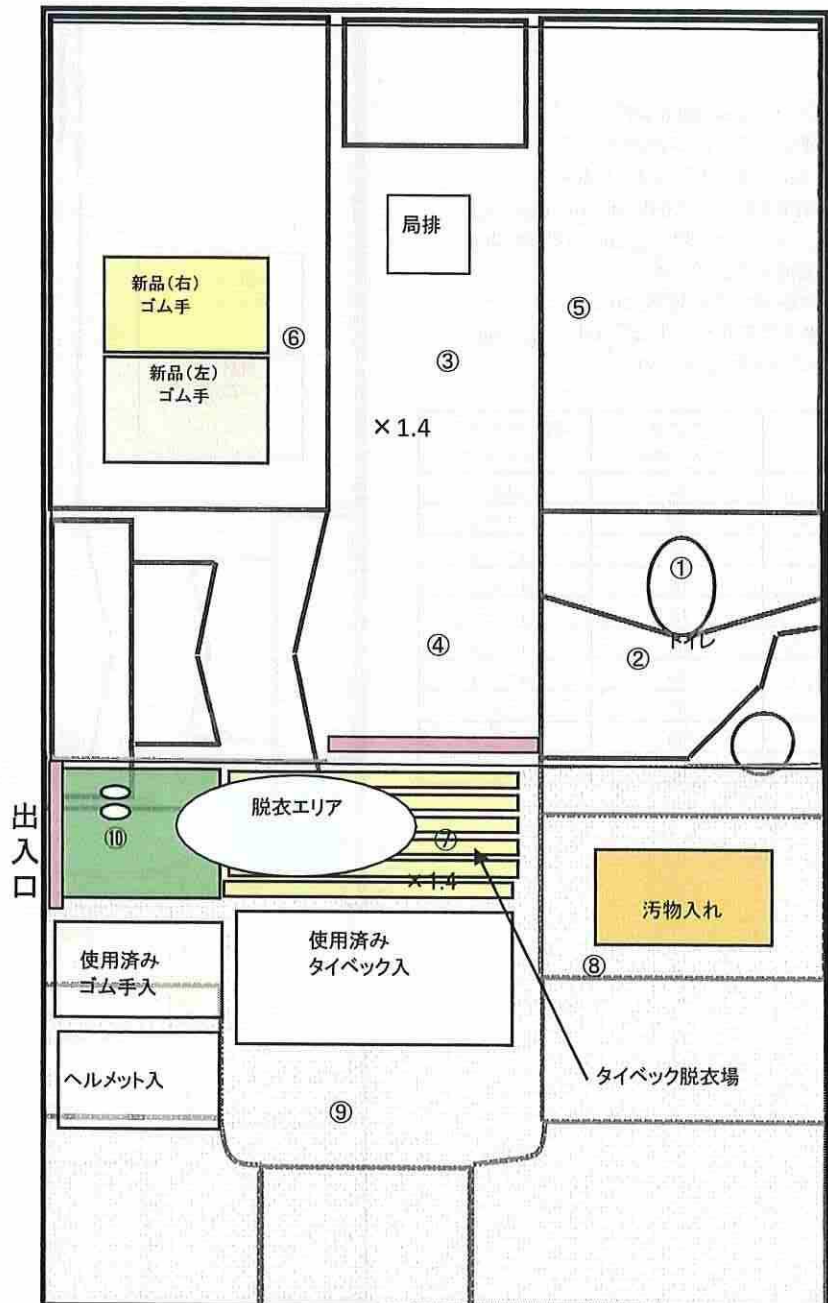 局排
新品(右)
ゴム手
⑥
新品(左)
ゴム手
⑤
③
×1.4
①
④
②
トイレ
出入口
⑩
脱衣エリア
⑦
×1.4
汚物入れ
使用済み
ゴム手入
使用済み
タイベック入
⑧
ヘルメット入
タイベック脱衣場
⑨